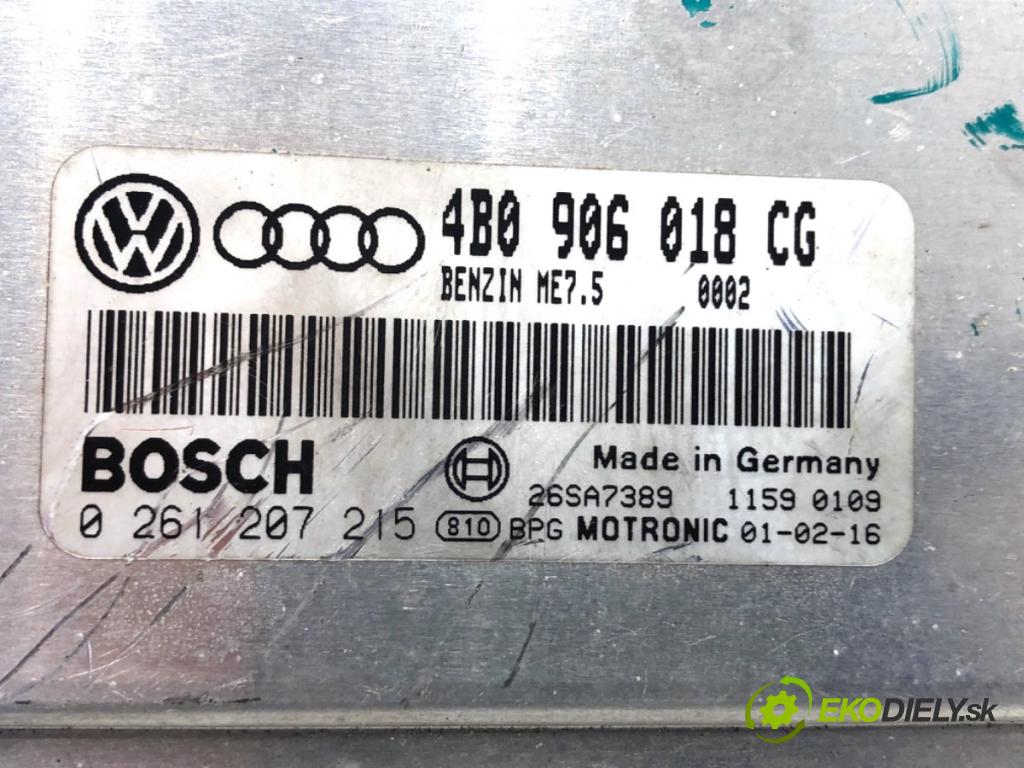 4B0 906 018 CG
BENZIN ME7.5 0002
BOSCH
Made in Germany
26SA7389 1159 0109
0 261 207 215 810 BPG MOTRONIC 01-02-16
EKODIELY.sk